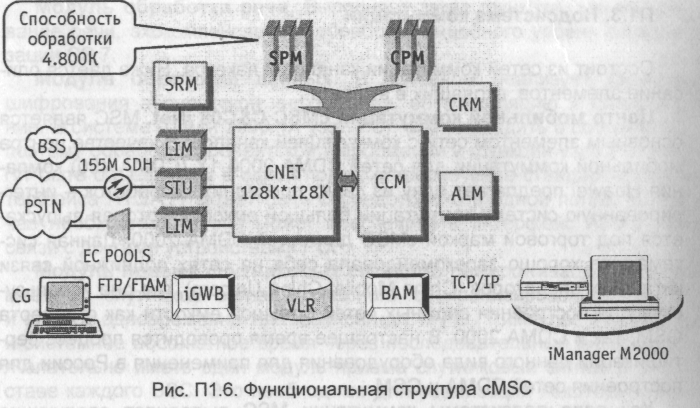 Способность
обработки
4.800К
SPM
CPM
SRM
CKM
BSS
LIM
155M SDH
STU
CNET
128K*128K
CCM
ALM
PSTN
LIM
EC POOLS
CG
FTP/FTAM
iGWB
VLR
BAM
TCP/IP
iManager M2000
Рис. П1.6. Функциональная структура cMSC